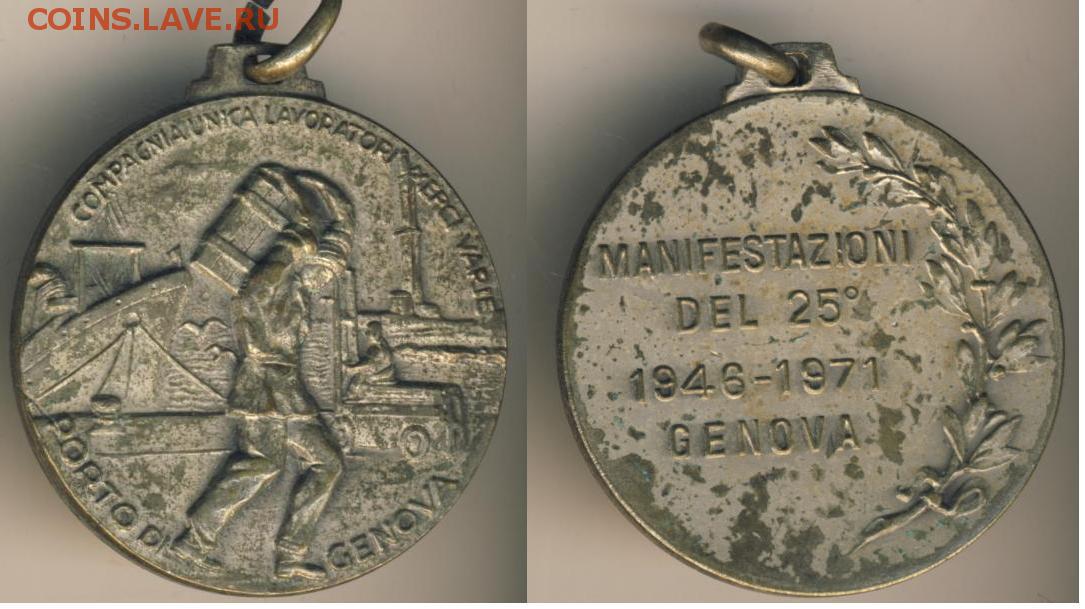 COINS.LAVE.RU
COMPAGNIA UNICA LAVORATORI MERCI VARIE
PORTO DI GENOVA
MANIFESTAZIONI
DEL 25°
1946-1971
GENOVA